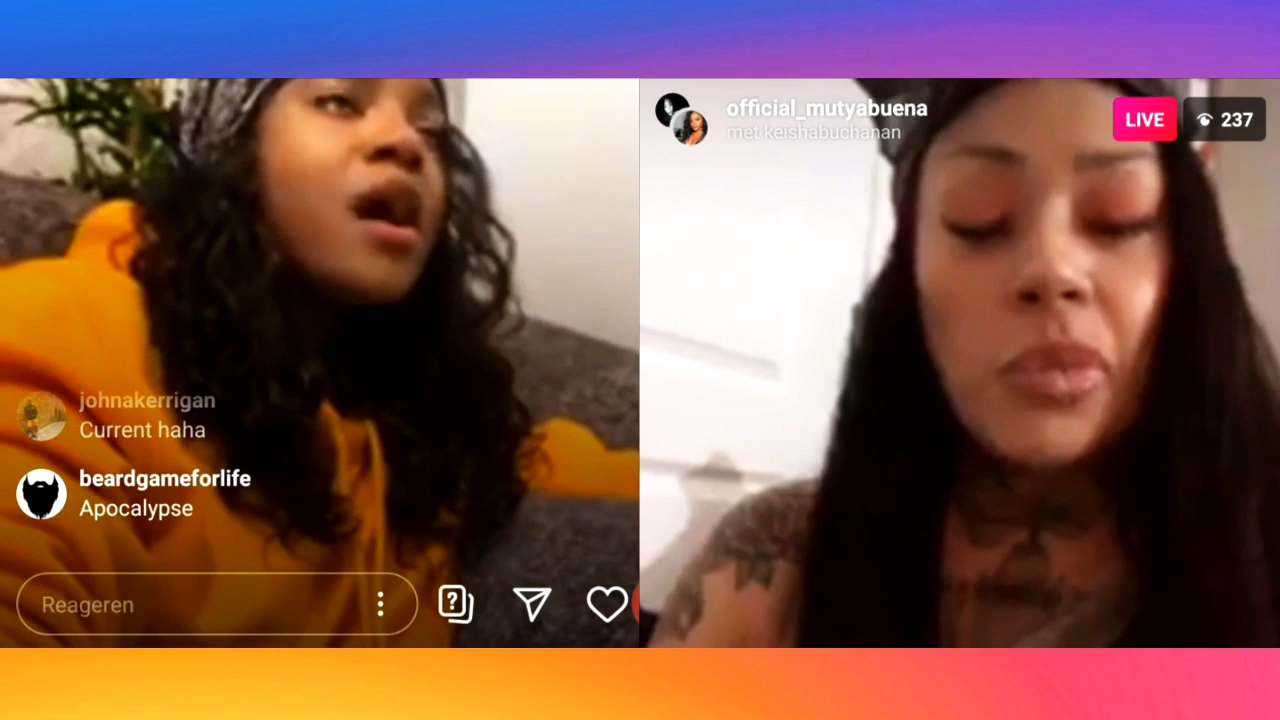 johnakerrigan
Current haha
beardgameforlife
Apocalypse
Reageren
official_mutyabuena
met keishabuchanan
LIVE
237